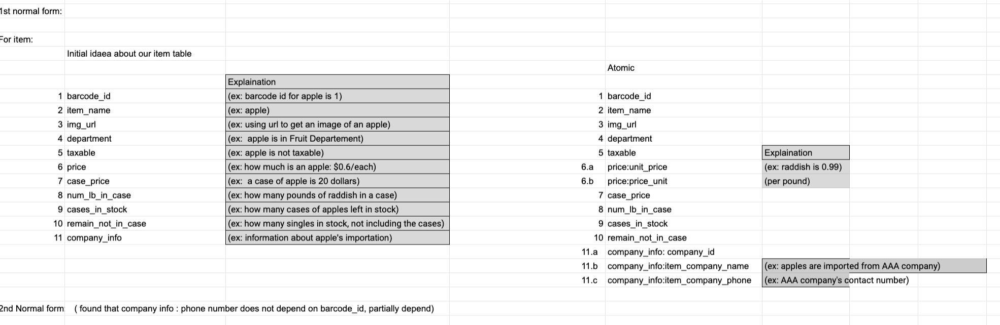 1st normal form:
For item:
Initial idaea about our item table
Atomic
Explaination
1 barcode_id (ex: barcode id for apple is 1) 1 barcode_id
2 item_name (ex: apple) 2 item_name
3 img_url (ex: using url to get an image of an apple) 3 img_url
4 department (ex:  apple is in Fruit Departement) 4 department
5 taxable (ex: apple is not taxable) 5 taxable Explaination
6 price (ex: how much is an apple: $0.6/each) 6.a price:unit_price (ex: raddish is 0.99)
7 case_price (ex:  a case of apple is 20 dollars) 6.b price:price_unit (per pound)
8 num_lb_in_case (ex: how many pounds of raddish in a case) 7 case_price
9 cases_in_stock (ex: how many cases of apples left in stock) 8 num_lb_in_case
10 remain_not_in_case (ex: how many singles in stock, not including the cases) 9 cases_in_stock
11 company_info (ex: information about apple's importation) 10 remain_not_in_case
11.a company_info: company_id
11.b company_info:item_company_name (ex: apples are imported from AAA company)
11.c company_info:item_company_phone (ex: AAA company's contact number)
2nd Normal form: ( found that company info : phone number does not depend on barcode_id, partially depend)